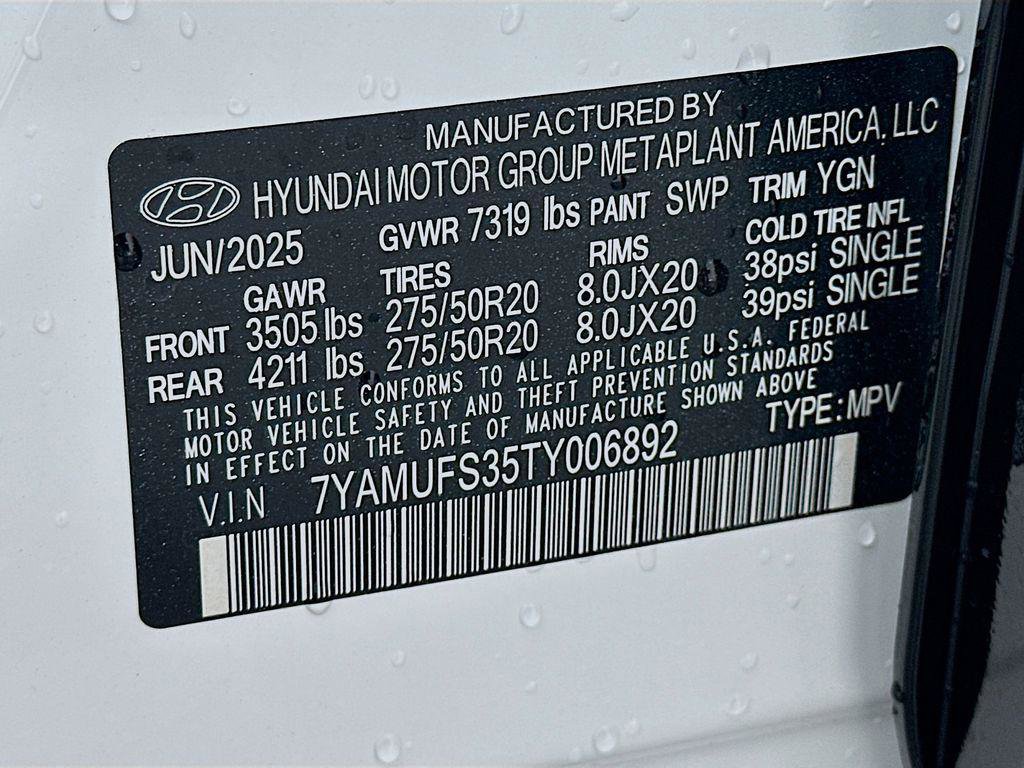 MANUFACTURED BY
HYUNDAI MOTOR GROUP METAPLANT AMERICA, LLC
JUN/2025 GVWR 7319 lbs PAINT SWP TRIM YGN
GAWR TIRES RIMS COLD TIRE INFL
FRONT 3505 lbs 275/50R20 8.0JX20 38psi SINGLE
REAR 4211 lbs 275/50R20 8.0JX20 39psi SINGLE
THIS VEHICLE CONFORMS TO ALL APPLICABLE U.S.A. FEDERAL
MOTOR VEHICLE SAFETY AND THEFT PREVENTION STANDARDS
IN EFFECT ON THE DATE OF MANUFACTURE SHOWN ABOVE
V.I.N 7YAMUFS35TY006892 TYPE:MPV